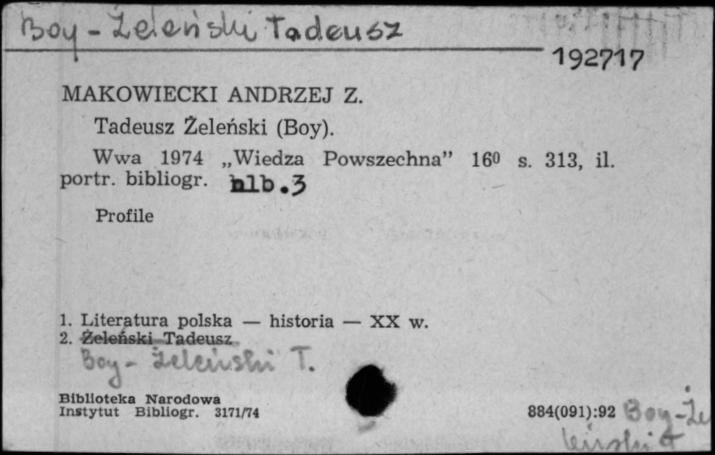 Boy - Żeleński Tadeusz
192717
MAKOWIECKI ANDRZEJ Z.
Tadeusz Żeleński (Boy).
Wwa 1974 „Wiedza Powszechna” 16⁰ s. 313, il.
portr. bibliogr. nlb.3
Profile
1. Literatura polska — historia — XX w.
2. Żeleński Tadeusz
Boy - Żeleński T.
Biblioteka Narodowa
Instytut Bibliogr. 3171/74
884(091):92 Boy-Że
leński T